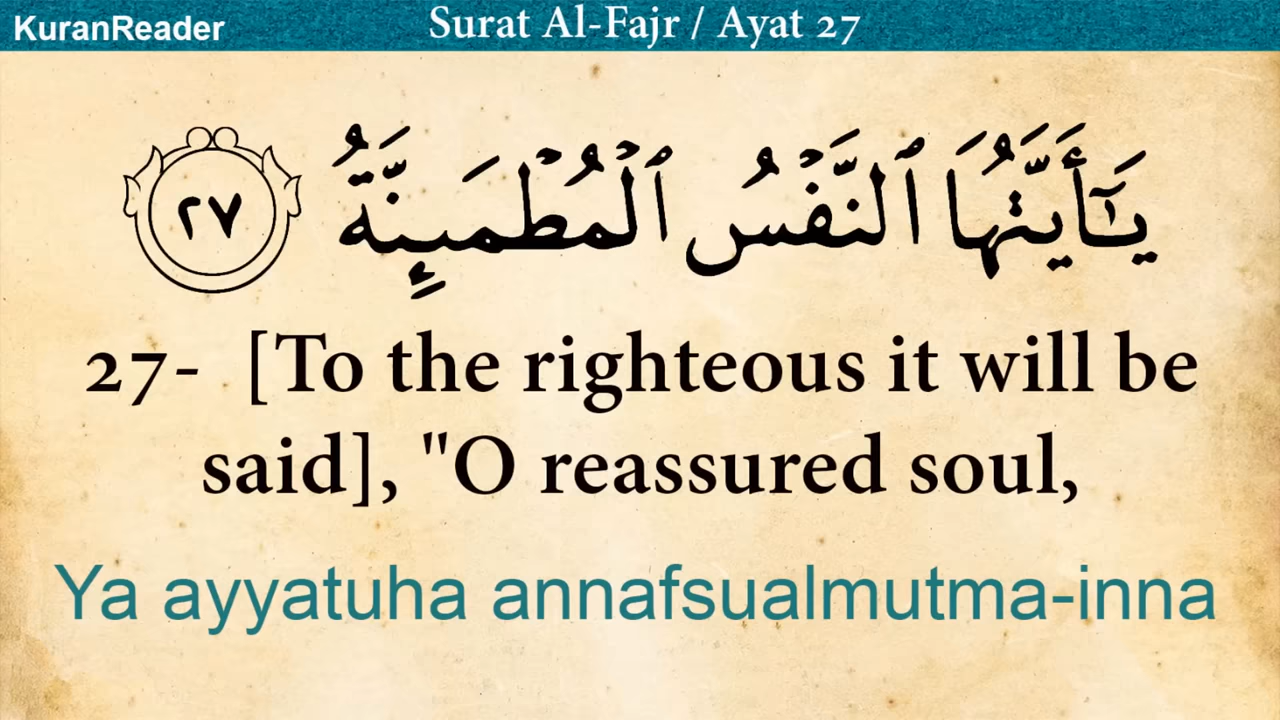 KuranReader
Surat Al-Fajr / Ayat 27
يَـٰٓأَيَّتُهَا ٱلنَّفْسُ ٱلْمُطْمَئِنَّةُ ٢٧
27- [To the righteous it will be
said], "O reassured soul,
Ya ayyatuha annafsualmutma-inna